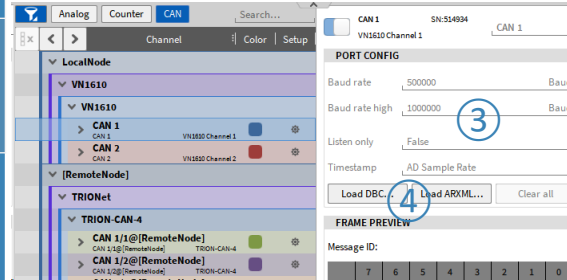 Analog Counter CAN Search...
Channel Color Setup
LocalNode
VN1610
VN1610
CAN 1
CAN 1 VN1610 Channel 1
CAN 2
CAN 2 VN1610 Channel 2
[RemoteNode]
TRIONet
TRION-CAN-4
CAN 1/1@[RemoteNode]
CAN 1/1@[RemoteNode] TRION-CAN-4
CAN 1/2@[RemoteNode]
CAN 1/2@[RemoteNode] TRION-CAN-4
CAN 1 SN:514934
VN1610 Channel
CAN 1
PORT CONFIG
Baud rate 500000 Baud
Baud rate high 1000000 Baud
3
Listen only False
Timestamp AD Sample Rate
Load DBC... Load ARXML... Clear all
4
FRAME PREVIEW
Message ID:
7 6 5 4 3 2 1 0